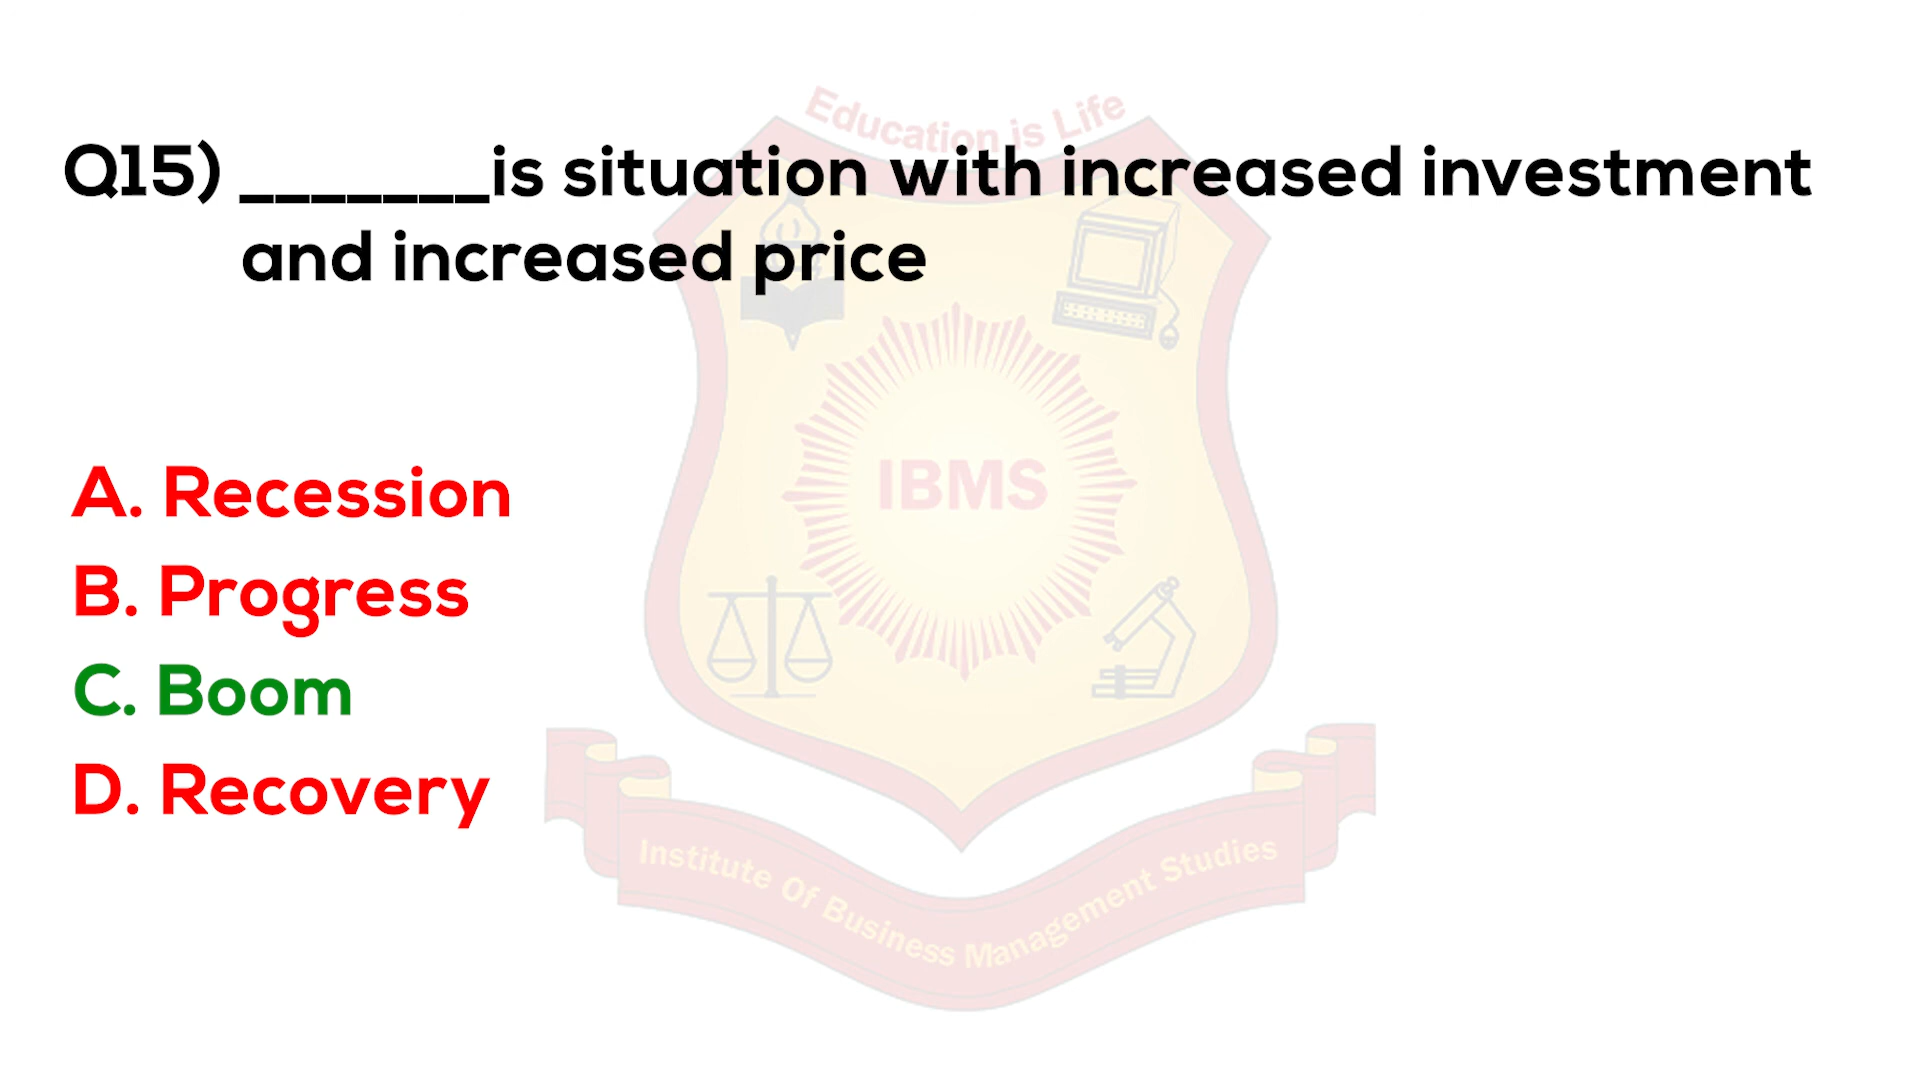 Education is Life
Q15) _______is situation with increased investment
and increased price
IBMS
A. Recession
B. Progress
C. Boom
D. Recovery
Institute Of Business Management Studies